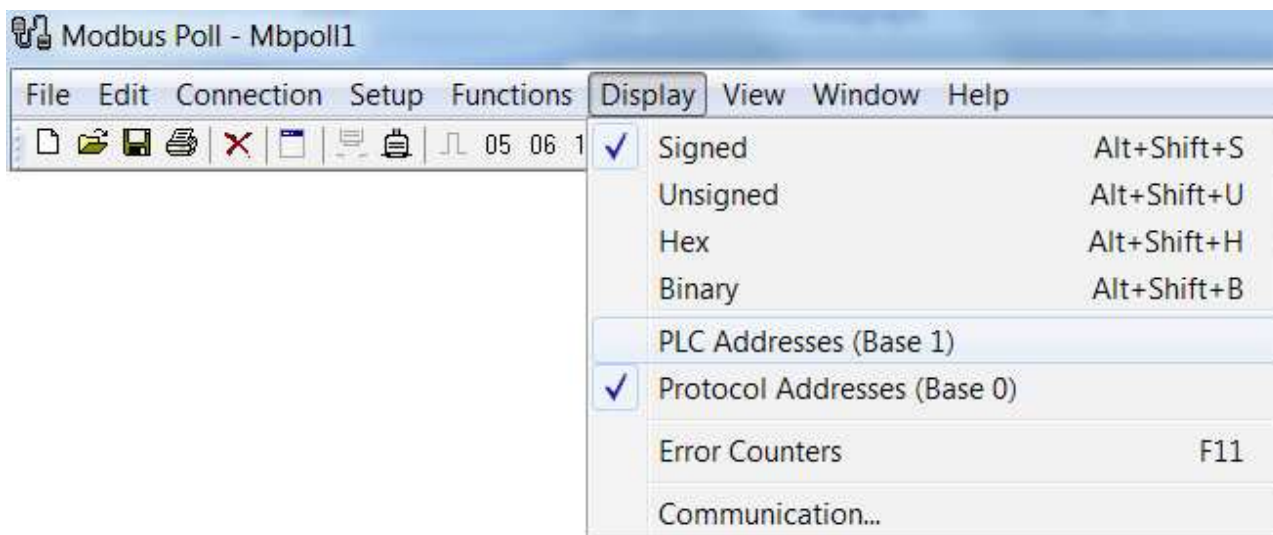 Modbus Poll - Mbpoll1
File Edit Connection Setup Functions Display View Window Help
05 06 1
Signed Alt+Shift+S
Unsigned Alt+Shift+U
Hex Alt+Shift+H
Binary Alt+Shift+B
PLC Addresses (Base 1)
Protocol Addresses (Base 0)
Error Counters F11
Communication...